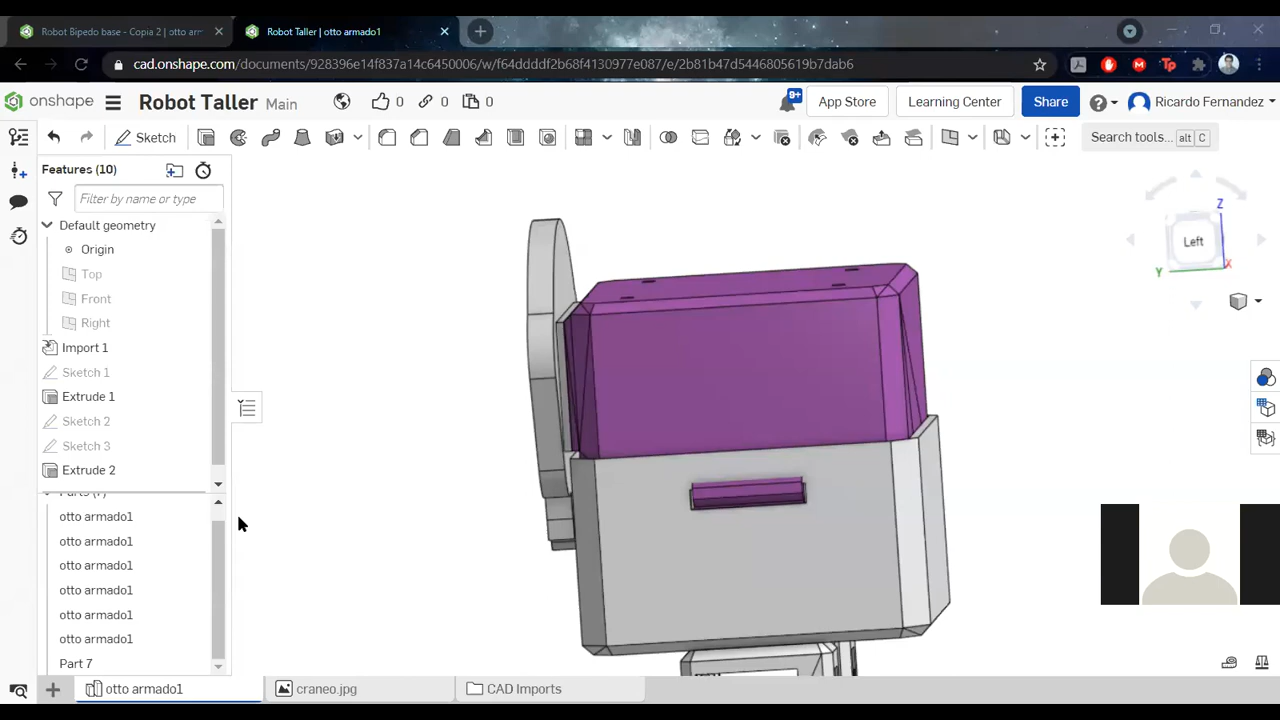 Robot Bipedo base - Copia 2 | otto arm
Robot Taller | otto armado1
cad.onshape.com/documents/928396e14f837a14c6450006/w/f64ddddf2b68f4130977e087/e/2b81b47d5446805619b7dab6
onshape
Robot Taller Main
0
0
0
9+
App Store
Learning Center
Share
Ricardo Fernandez
Sketch
Search tools... alt C
Features (10)
Filter by name or type
Default geometry
Origin
Top
Front
Right
Import 1
Sketch 1
Extrude 1
Sketch 2
Sketch 3
Extrude 2
Parts (7)
otto armado1
otto armado1
otto armado1
otto armado1
otto armado1
otto armado1
Part 7
Z
Left
Y
X
otto armado1
craneo.jpg
CAD Imports